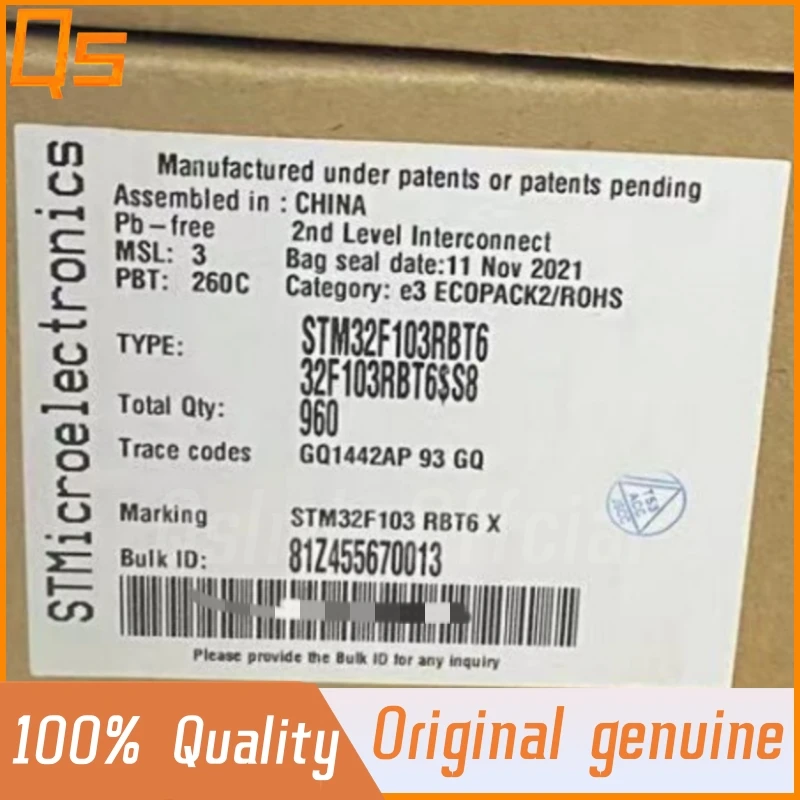 Qs
STMicroelectronics
Manufactured under patents or patents pending
Assembled in : CHINA
Pb-free 2nd Level Interconnect
MSL: 3 Bag seal date:11 Nov 2021
PBT: 260C Category: e3 ECOPACK2/ROHS
TYPE: STM32F103RBT6
32F103RBT6$S8
Total Qty: 960
Trace codes GQ1442AP 93 GQ
Marking STM32F103 RBT6 X
Bulk ID: 81Z455670013
Please provide the Bulk ID for any inquiry
100% Quality Original genuine